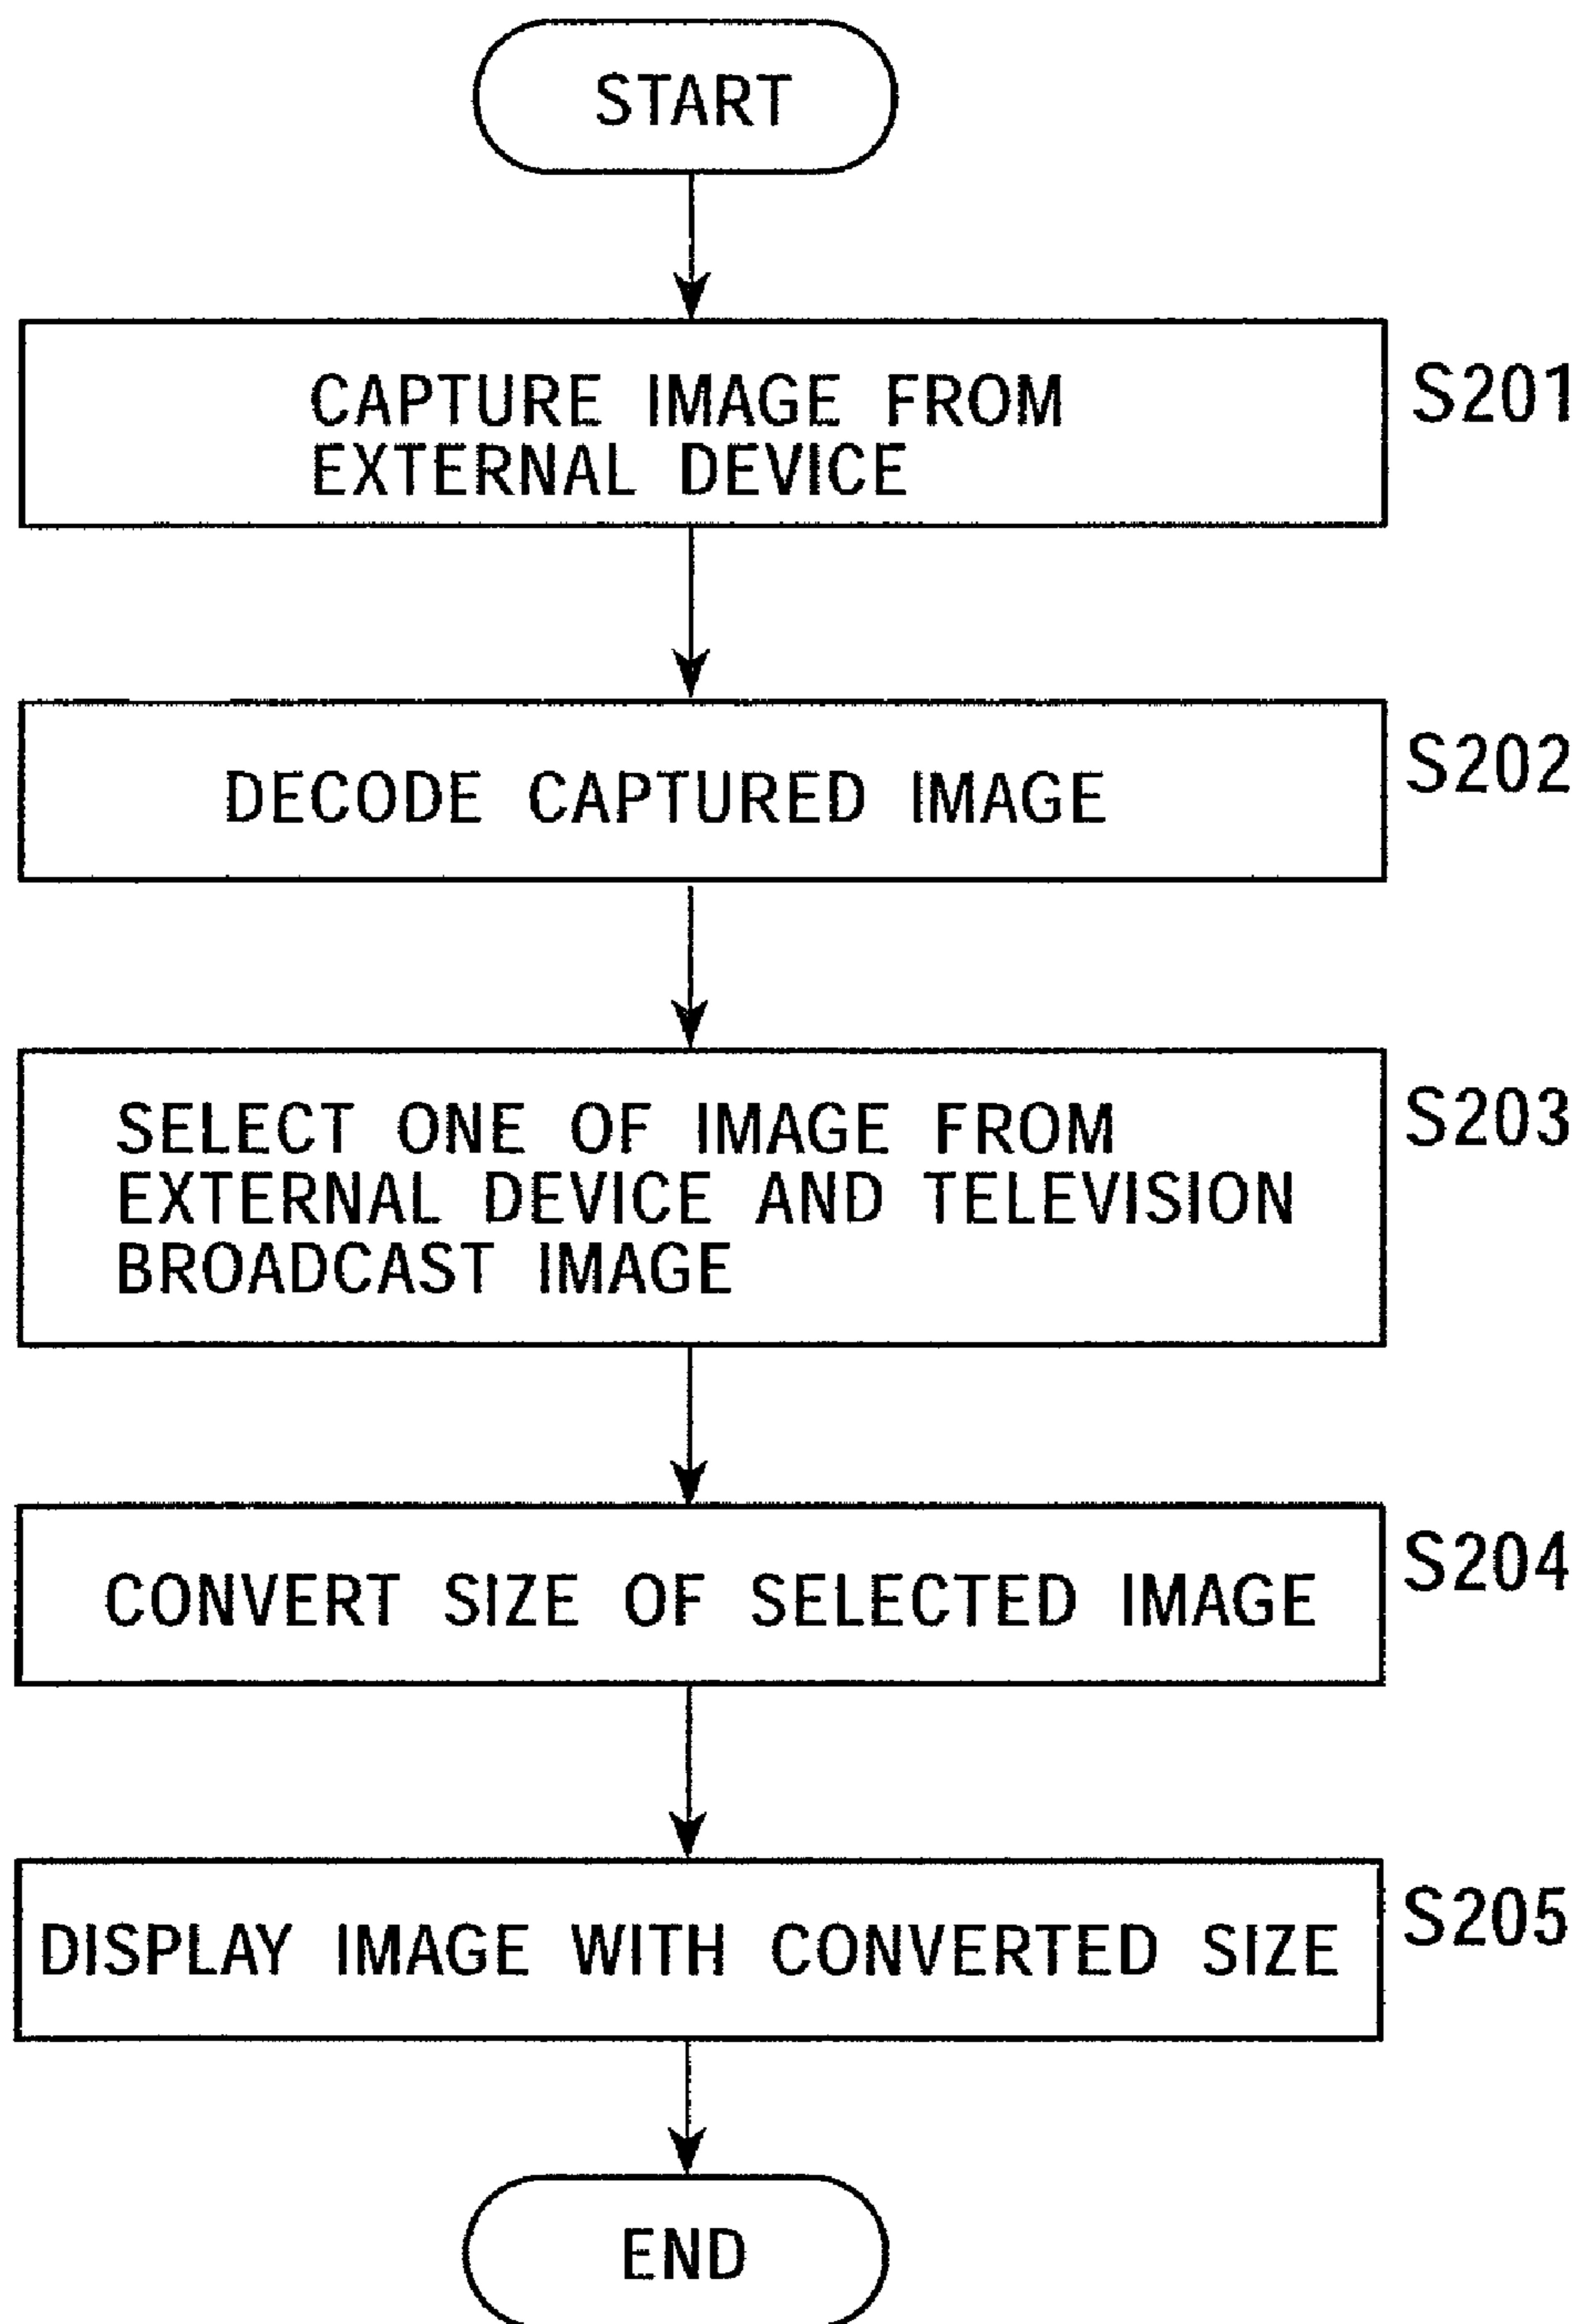 START
CAPTURE IMAGE FROM
EXTERNAL DEVICE
S201
DECODE CAPTURED IMAGE
S202
SELECT ONE OF IMAGE FROM
EXTERNAL DEVICE AND TELEVISION
BROADCAST IMAGE
S203
CONVERT SIZE OF SELECTED IMAGE
S204
DISPLAY IMAGE WITH CONVERTED SIZE
S205
END